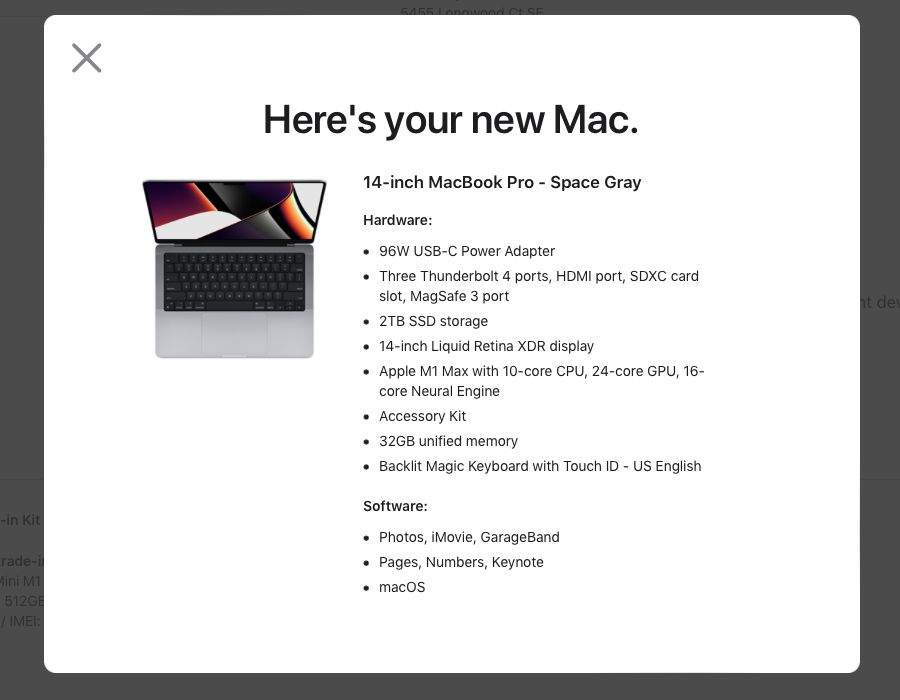 5455 Longwood Ct SE
Here's your new Mac.
14-inch MacBook Pro - Space Gray
Hardware:
• 96W USB-C Power Adapter
• Three Thunderbolt 4 ports, HDMI port, SDXC card
slot, MagSafe 3 port
• 2TB SSD storage
• 14-inch Liquid Retina XDR display
• Apple M1 Max with 10-core CPU, 24-core GPU, 16-
core Neural Engine
• Accessory Kit
• 32GB unified memory
• Backlit Magic Keyboard with Touch ID - US English
Software:
• Photos, iMovie, GarageBand
• Pages, Numbers, Keynote
• macOS
-in Kit
Mini M1
512GB
/ IMEI: